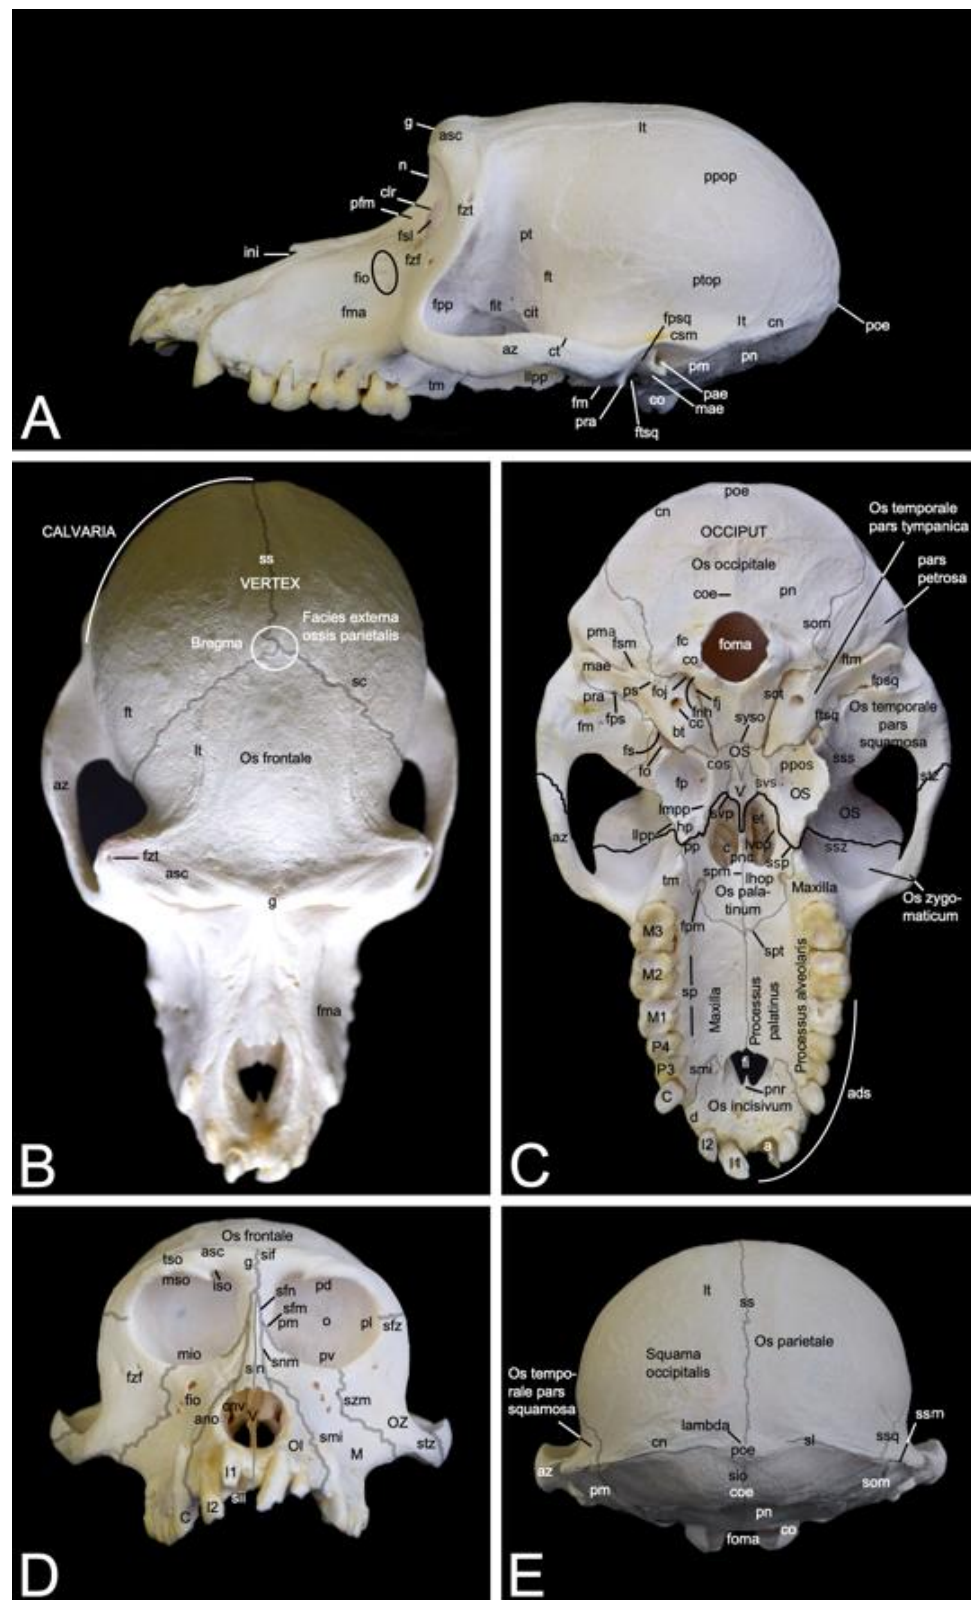 g
asc
lt
n
ppop
clr
pfm
fzt
fsl
pt
ini
fzf
fio
ft
ptop
fma
fpp
flt
cit
fpsq
lt
cn
csm
poe
az
ct
pn
pm
tm
llpp
pae
co
mae
fm
pra
ftsq
A
CALVARIA
ss
VERTEX
Facies externa
ossis parietalis
Bregma
sc
ft
lt
Os frontale
az
fzt
asc
g
fma
B
poe
cn
Os temporale
pars tympanica
OCCIPUT
Os occipitale
pars
petrosa
coe
pn
som
pma
fsm
fc
foma
mae
co
ftm
ps
foj
fpsq
pra
fj
sqt
fnh
ftsq
Os temporale
pars
squamosa
fm
fps
cc
bt
syso
fs
OS
sss
fo
cos
ppos
stz
fp
svs
V
OS
lmpp
svp
et
OS
az
llpp
hp
c
lvop
ssz
pp
pnc
ssp
spm
lhop
tm
Os pala-
tinum
Maxilla
Os zygo-
maticum
fpm
M3
spt
M2
sp
Maxilla
Processus
palatinus
Processus alveolaris
M1
P4
P3
smi
pnr
ads
C
Os incisivum
d
I2
a
I1
C
Os frontale
tso
asc
g
sif
mso
iso
pd
sfn
sfm
pm
o
pl
sfz
mio
snm
pv
fzf
fio
szm
cnv
V
ano
OZ
smi
OI
stz
M
I1
sii
I2
C
D
lt
ss
Os parietale
Squama
occipitalis
Os tempo-
rale pars
squamosa
ssm
lambda
cn
poe
sl
ssq
az
sio
som
pm
coe
pn
co
foma
E